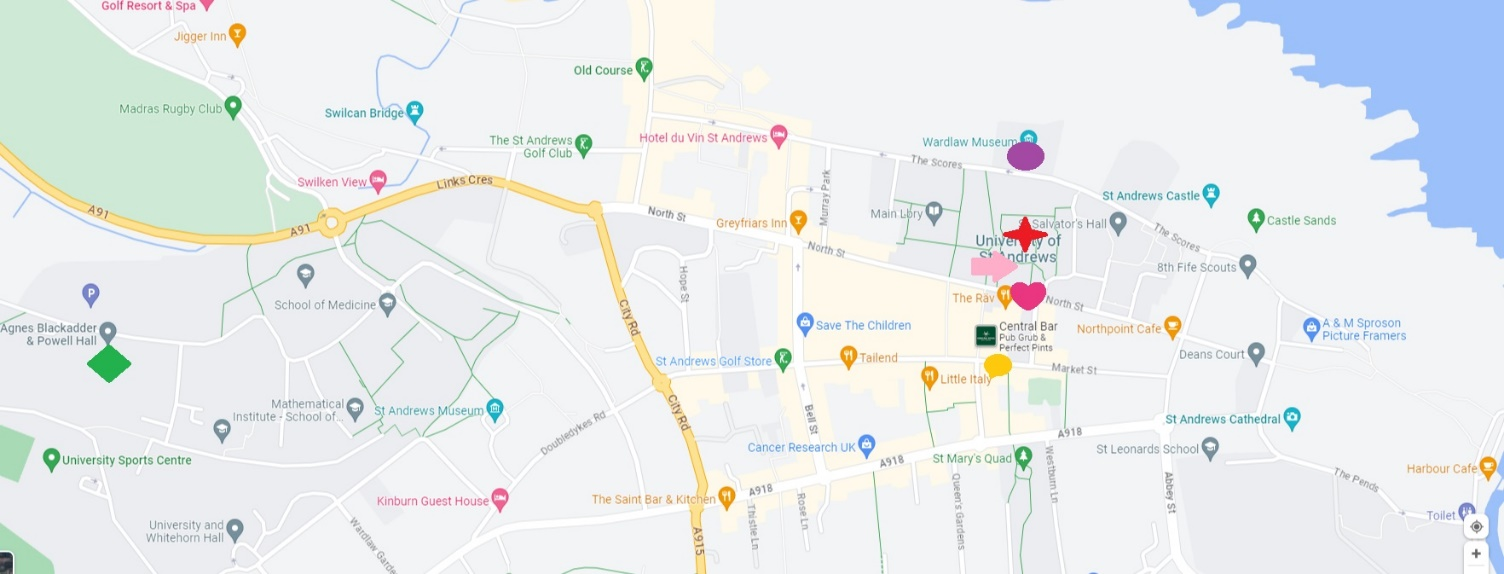 Golf Resort & Spa
Jigger Inn
Old Course
Madras Rugby Club
Swilcan Bridge
The St Andrews
Golf Club
Hotel du Vin St Andrews
Wardlaw Museum
The Scores
Swilken View
Links Cres
St Andrews Castle
A91
A91
North St
Greyfriars Inn
Murray Park
Main Lbry
Salvator's Hall
Castle Sands
University of
St Andrews
The Scores
North St
8th Fife Scouts
School of Medicine
Hope St
City Rd
The Rav
North St
Agnes Blackadder
& Powell Hall
Save The Children
Central Bar
Pub Grub &
Perfect Pints
Northpoint Cafe
A & M Sproson
Picture Framers
Deans Court
St Andrews Golf Store
Tailend
Market St
Little Italy
City Rd
Mathematical
Institute - School of...
St Andrews Museum
Doubledykes Rd
Bell St
St Andrews Cathedral
A918
Cancer Research UK
St Leonards School
University Sports Centre
A918
St Mary's Quad
Westburn Ln
Harbour Cafe
The Pends
Kinburn Guest House
The Saint Bar & Kitchen
A918
Rose Ln
Thistle Ln
Queen's Gardens
Abbey St
Toilet
University and
Whitehorn Hall
Wardlaw Gardens
A915